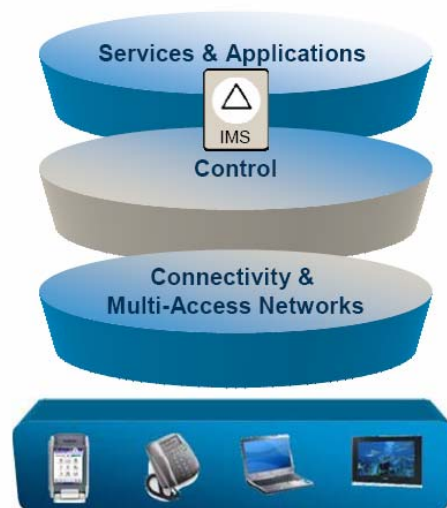 Services & Applications
IMS
Control
Connectivity &
Multi-Access Networks